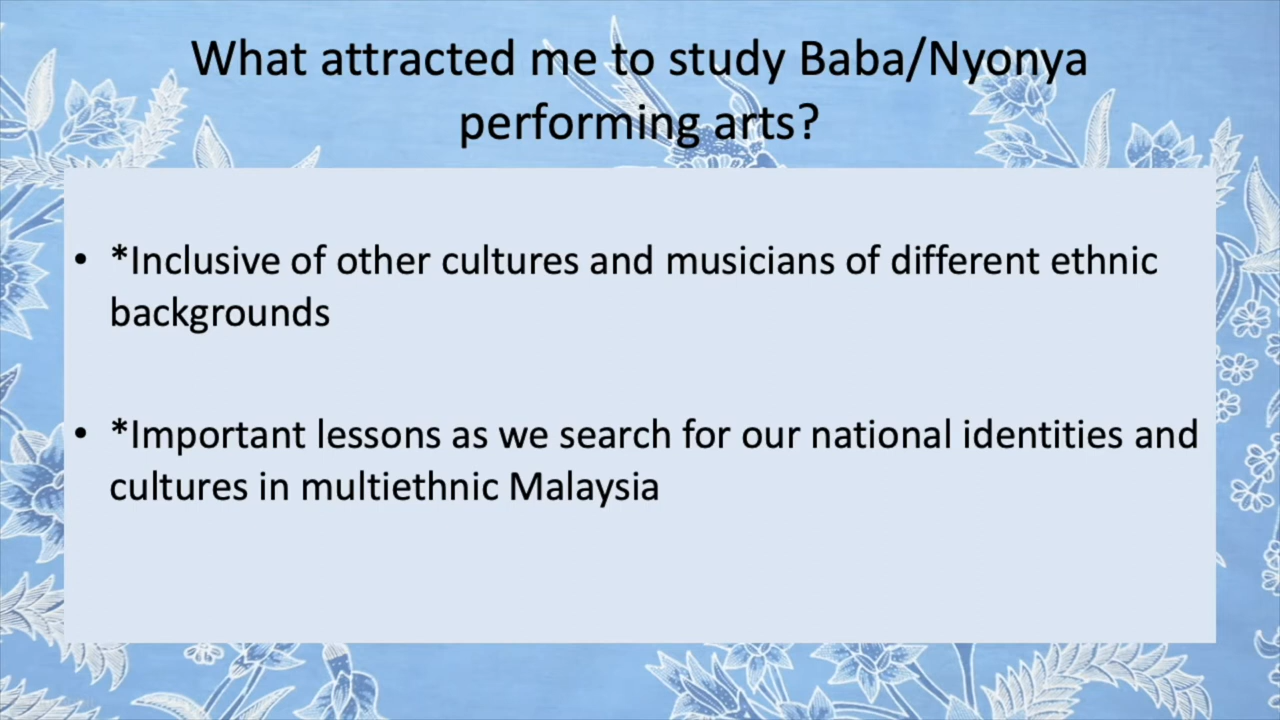 What attracted me to study Baba/Nyonya
performing arts?
• *Inclusive of other cultures and musicians of different ethnic
backgrounds
• *Important lessons as we search for our national identities and
cultures in multiethnic Malaysia